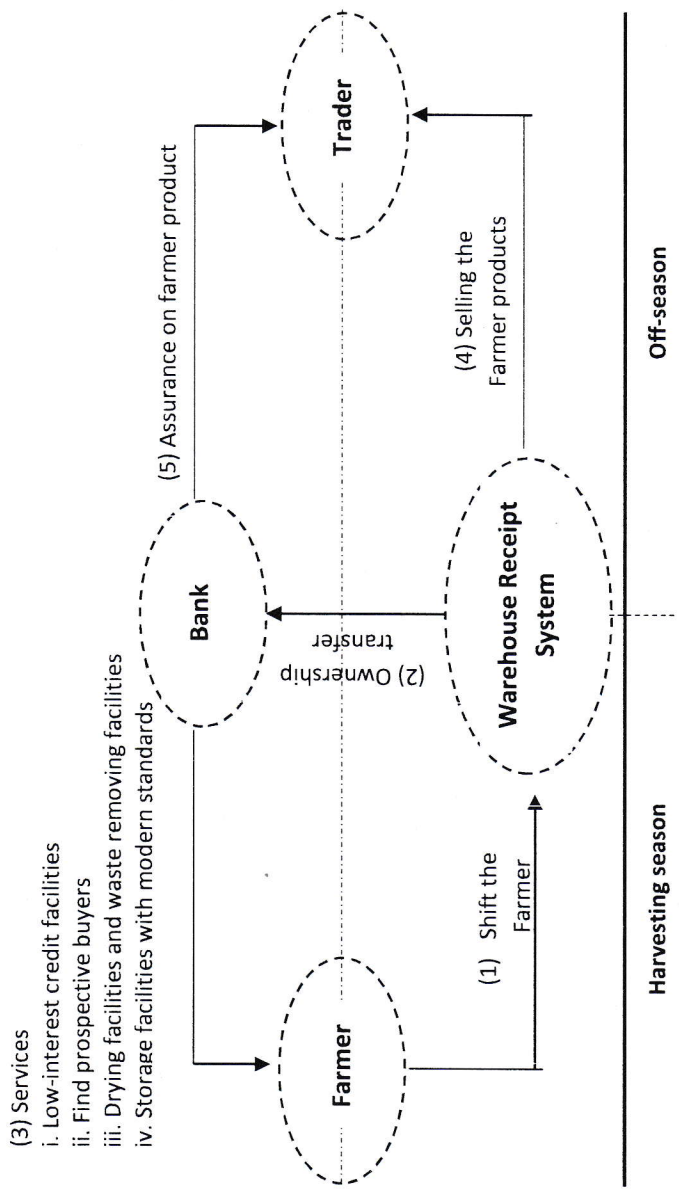 (3) Services
i. Low-interest credit facilities
ii. Find prospective buyers
iii. Drying facilities and waste removing facilities
iv. Storage facilities with modern standards
Bank
(5) Assurance on farmer product
Farmer
(2) Ownership
transfer
Trader
(1) Shift the
Farmer
Warehouse Receipt
System
(4) Selling the
Farmer products
Harvesting season
Off-season